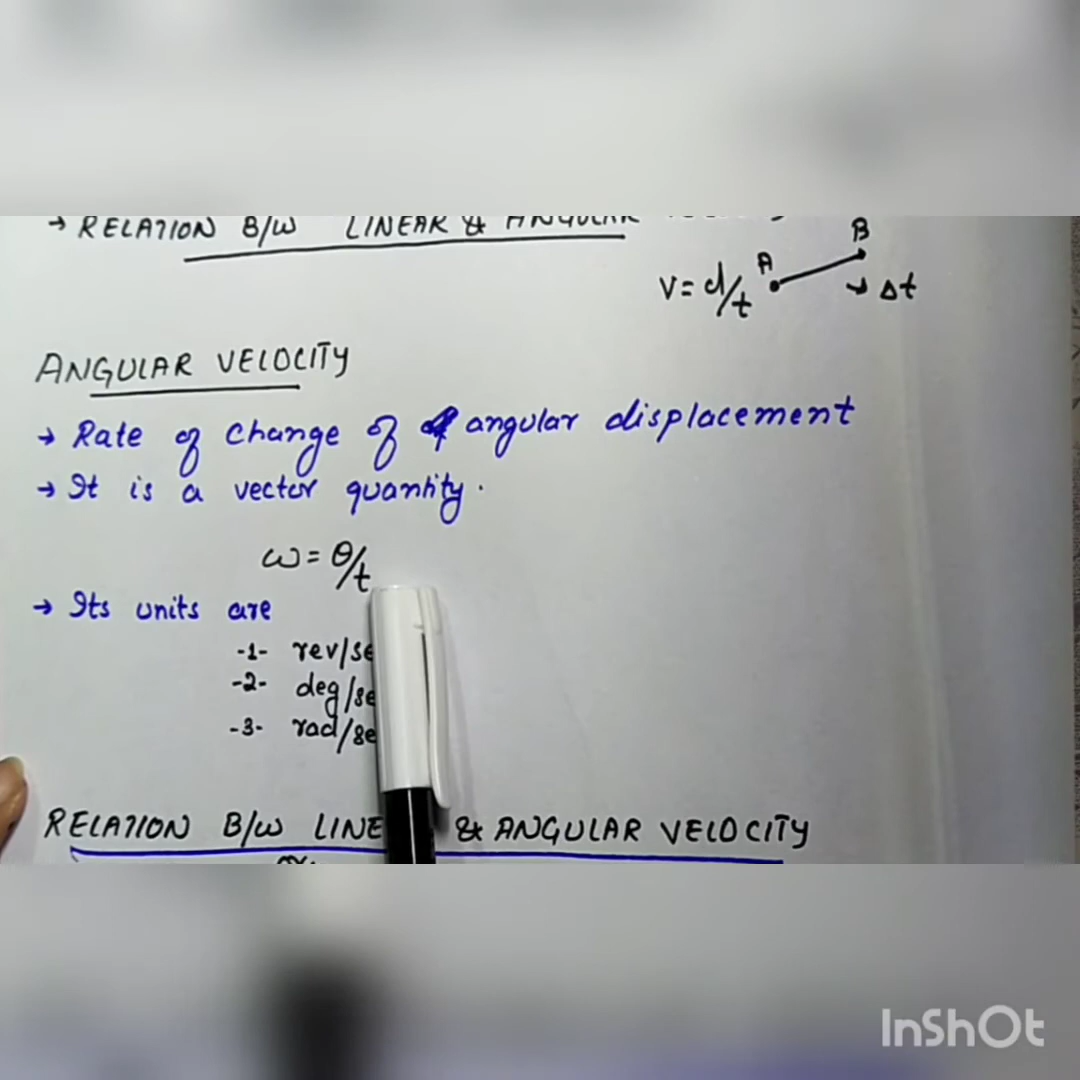 → RELATION B/W LINEAR & ANGULAR
B
V = d/t A → Δt
ANGULAR VELOCITY
→ Rate of change of angular displacement
→ It is a vector quantity.
ω = θ/t
→ Its units are
-1- rev/se
-2- deg/se
-3- rad/se
RELATION B/W LINE & ANGULAR VELOCITY
InShOt